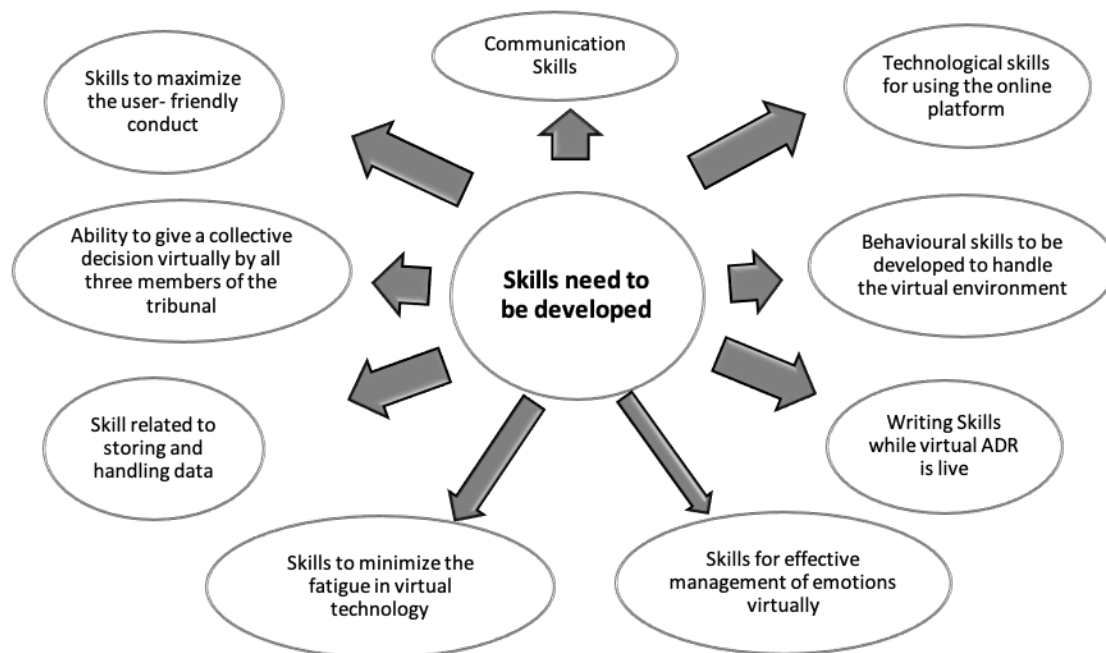 Communication
Skills
Skills to maximize
the user- friendly
conduct
Technological skills
for using the online
platform
Ability to give a collective
decision virtually by all
three members of the
tribunal
Skills need to
be developed
Behavioural skills to be
developed to handle
the virtual environment
Skill related to
storing and
handling data
Writing Skills
while virtual ADR
is live
Skills to minimize the
fatigue in virtual
technology
Skills for effective
management of emotions
virtually